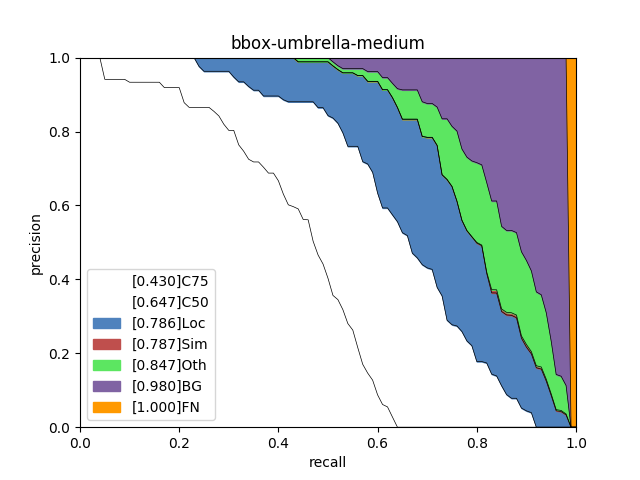 bbox-umbrella-medium
precision
1.0
0.8
0.6
0.4
0.2
0.0
[0.430]C75
[0.647]C50
[0.786]Loc
[0.787]Sim
[0.847]Oth
[0.980]BG
[1.000]FN
0.0 0.2 0.4 0.6 0.8 1.0
recall